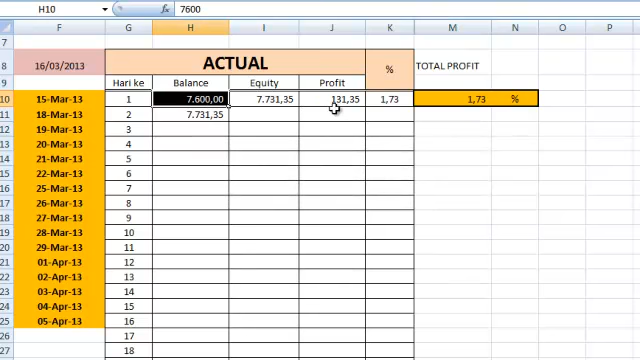 H10 fx 7600
F G H I J K M N O P
7
8 16/03/2013 ACTUAL % TOTAL PROFIT
9 Hari ke Balance Equity Profit
10 15-Mar-13 1 7.600,00 7.731,35 131,35 1,73 1,73 %
11 18-Mar-13 2 7.731,35
12 19-Mar-13 3
13 20-Mar-13 4
14 21-Mar-13 5
15 22-Mar-13 6
16 25-Mar-13 7
17 26-Mar-13 8
18 27-Mar-13 9
19 28-Mar-13 10
20 29-Mar-13 11
21 01-Apr-13 12
22 02-Apr-13 13
23 03-Apr-13 14
24 04-Apr-13 15
25 05-Apr-13 16
26 17
27 18